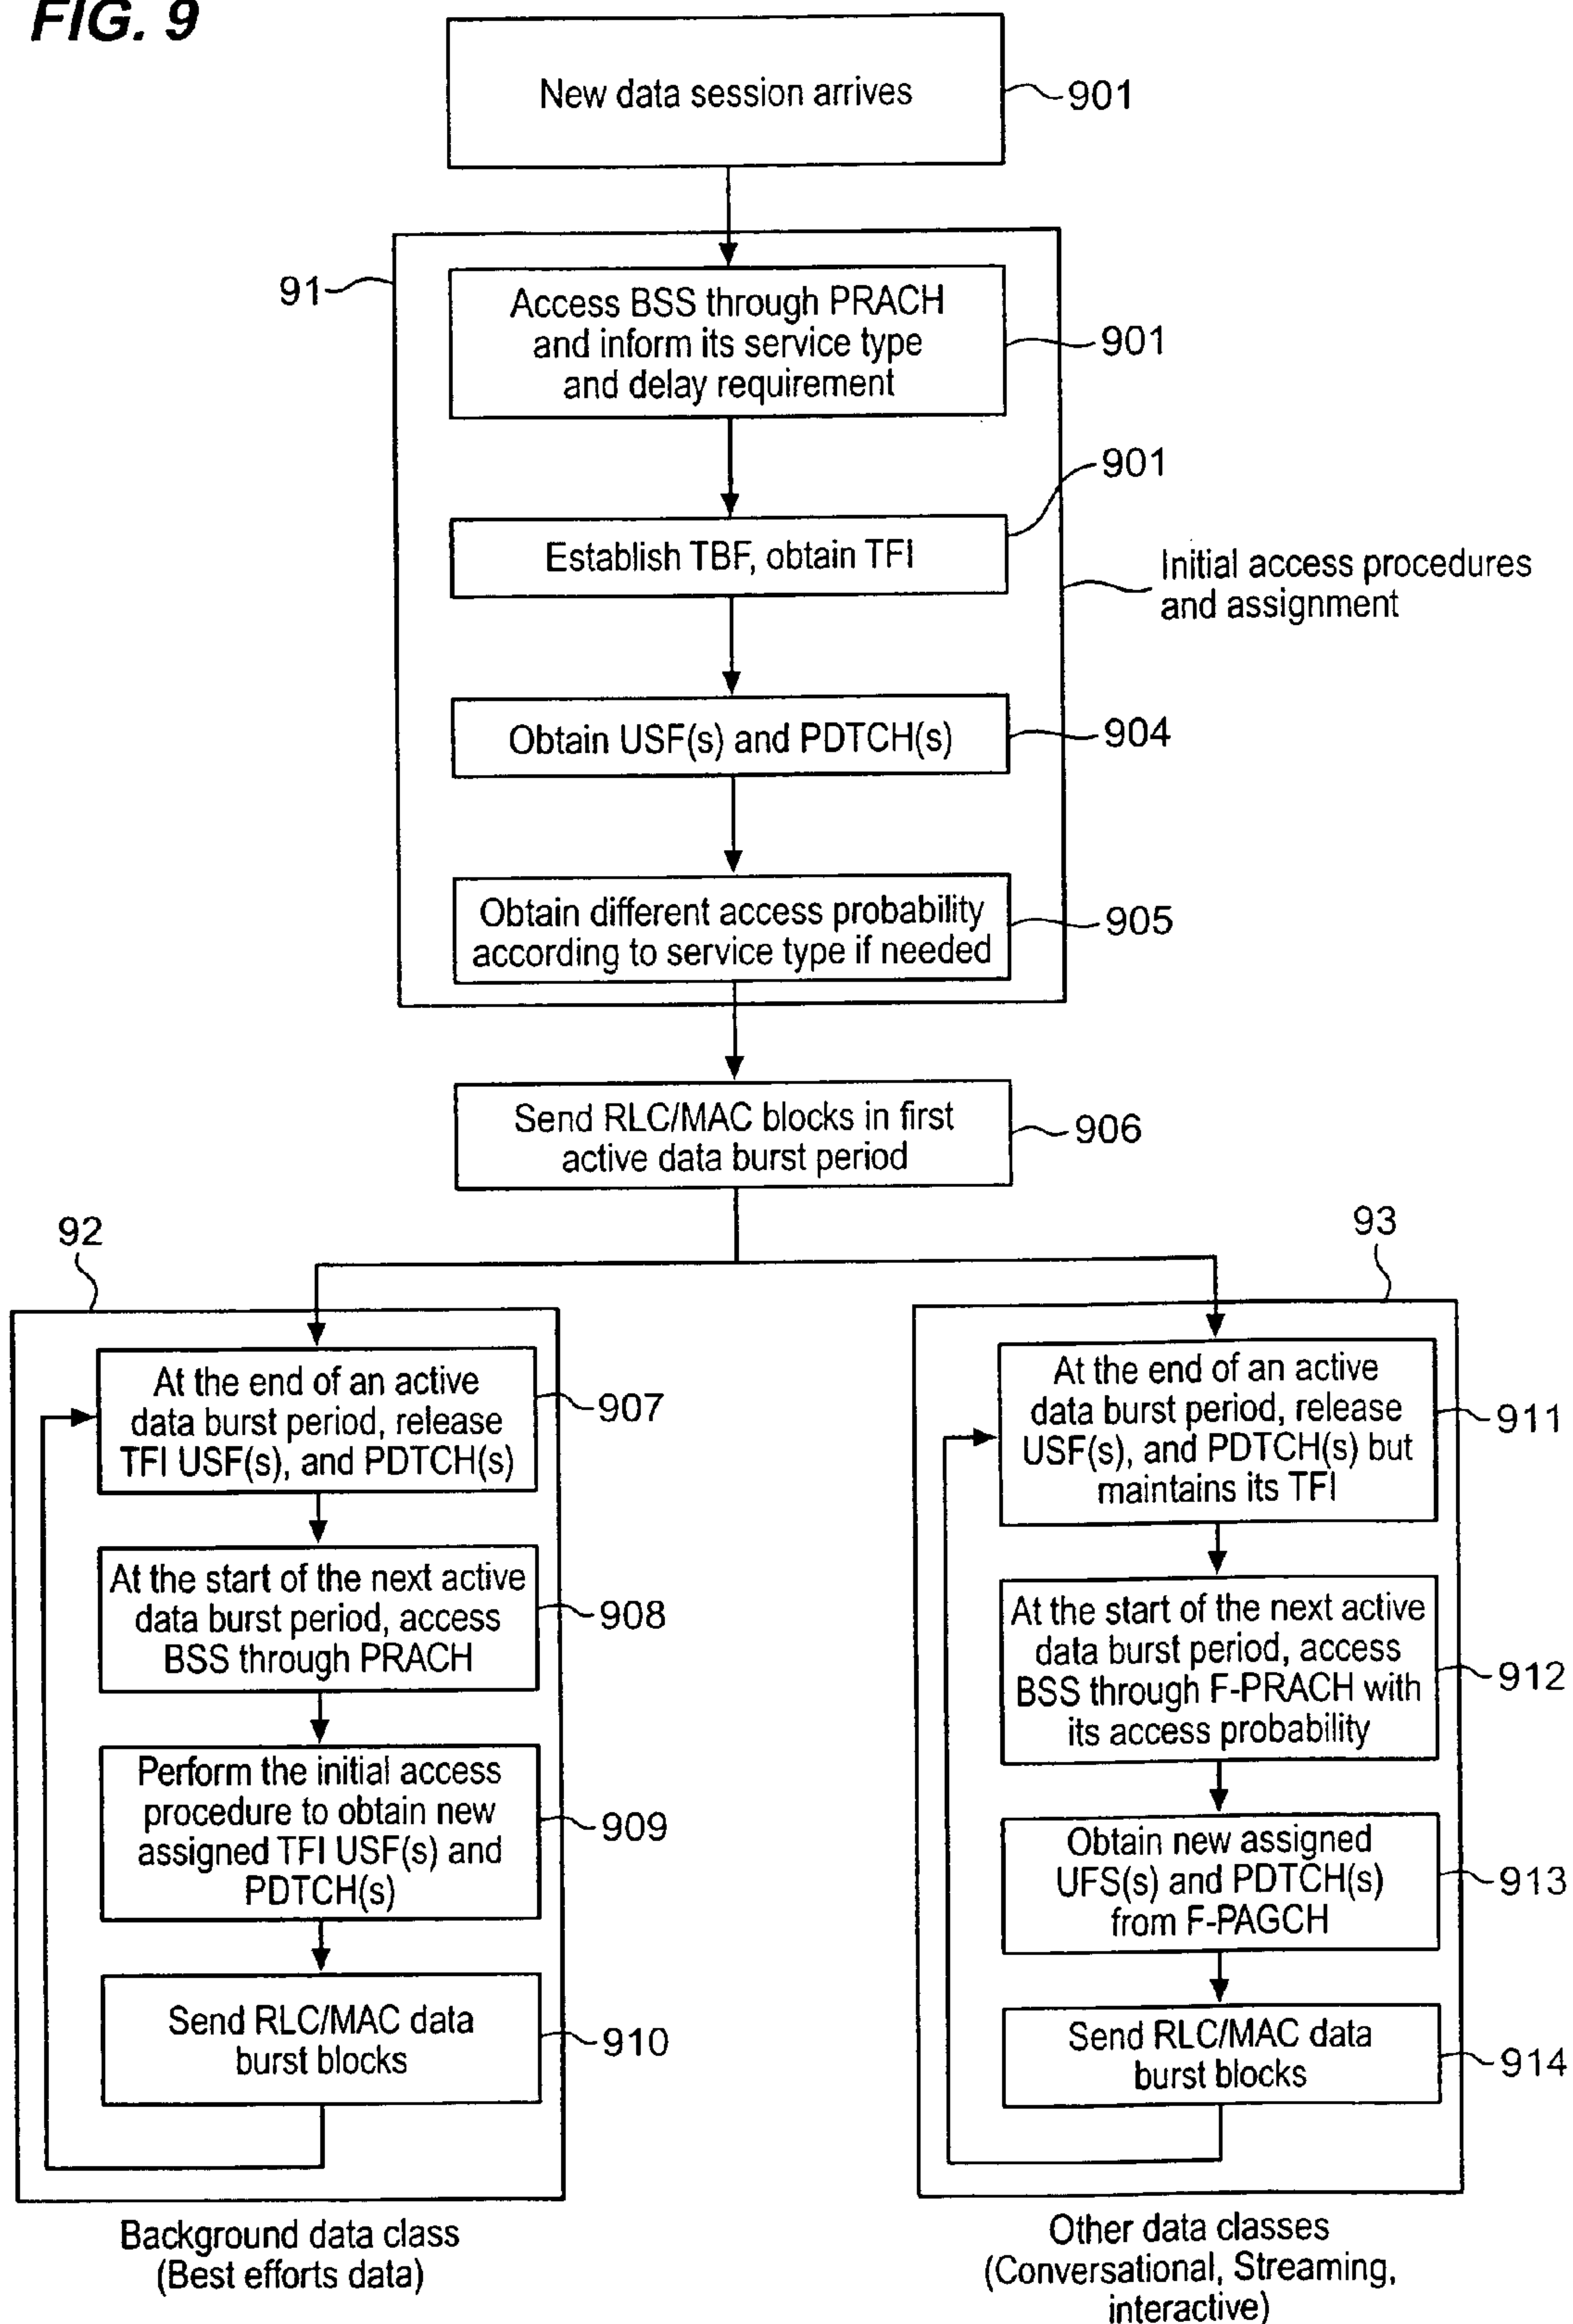 FIG. 9
New data session arrives
901
91
Access BSS through PRACH
and inform its service type
and delay requirement
901
901
Establish TBF, obtain TFI
Initial access procedures
and assignment
Obtain USF(s) and PDTCH(s)
904
Obtain different access probability
according to service type if needed
905
Send RLC/MAC blocks in first
active data burst period
906
92
At the end of an active
data burst period, release
TFI USF(s), and PDTCH(s)
907
At the start of the next active
data burst period, access
BSS through PRACH
908
Perform the initial access
procedure to obtain new
assigned TFI USF(s) and
PDTCH(s)
909
Send RLC/MAC data
burst blocks
910
Background data class
(Best efforts data)
93
At the end of an active
data burst period, release
USF(s), and PDTCH(s) but
maintains its TFI
911
At the start of the next active
data burst period, access
BSS through F-PRACH with
its access probability
912
Obtain new assigned
UFS(s) and PDTCH(s)
from F-PAGCH
913
Send RLC/MAC data
burst blocks
914
Other data classes
(Conversational, Streaming,
interactive)